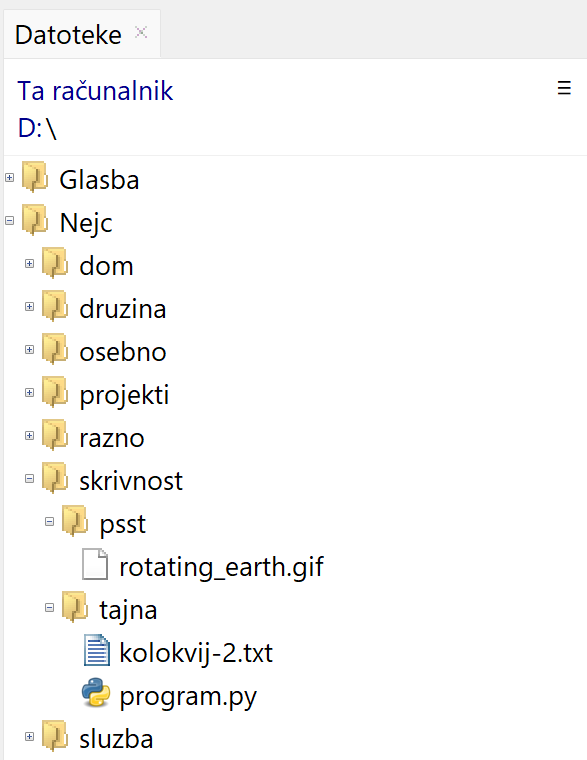 Datoteke
Ta računalnik
D:\
Glasba
Nejc
dom
druzina
osebno
projekti
razno
skrivnost
psst
rotating_earth.gif
tajna
kolokvij-2.txt
program.py
sluzba